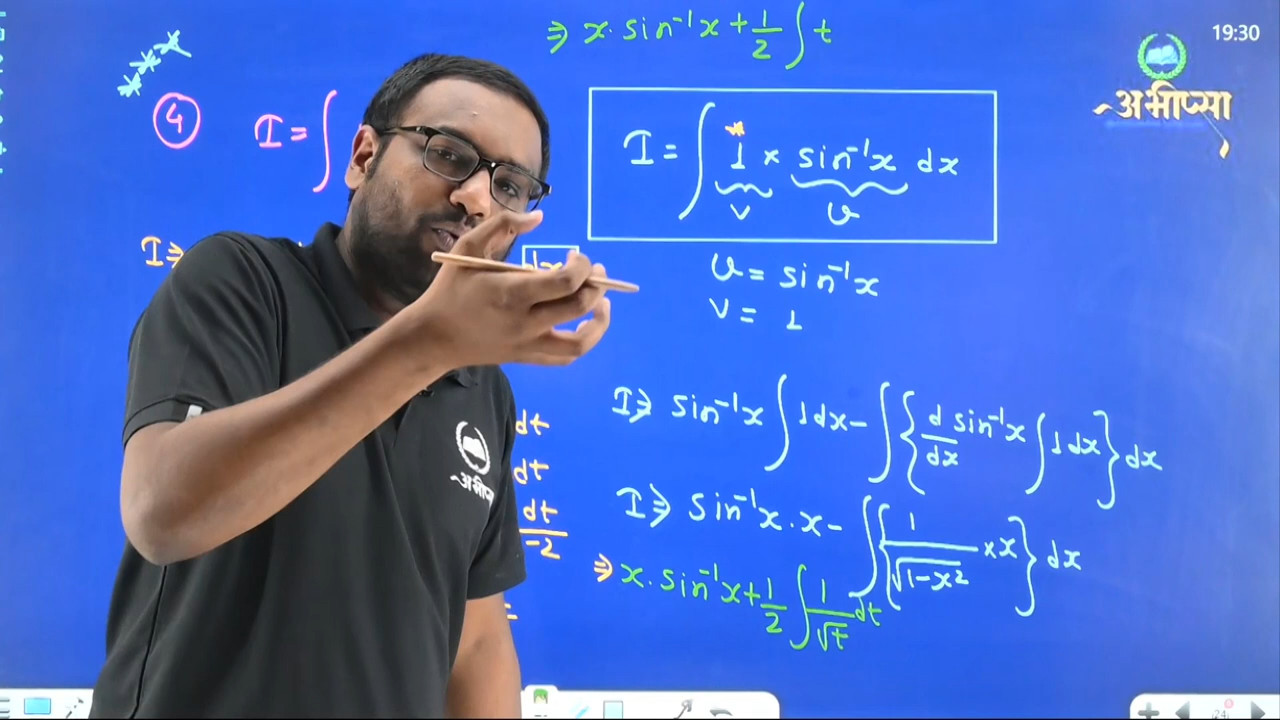 ⇒ x. sin⁻¹x + 1/2 ∫ t
19:30
अभीप्सा
④ I = ∫
I = ∫ 1 × sin⁻¹x dx
v u
I ⇒
u = sin⁻¹x
v = 1
I ⇒ sin⁻¹x ∫ 1dx - ∫ { d/dx sin⁻¹x ∫ 1dx } dx
dt
dt
अभीप्सा
I ⇒ sin⁻¹x . x - ∫ { 1/√1-x² × x } dx
dt/-2
⇒ x. sin⁻¹x + 1/2 ∫ 1/√t dt